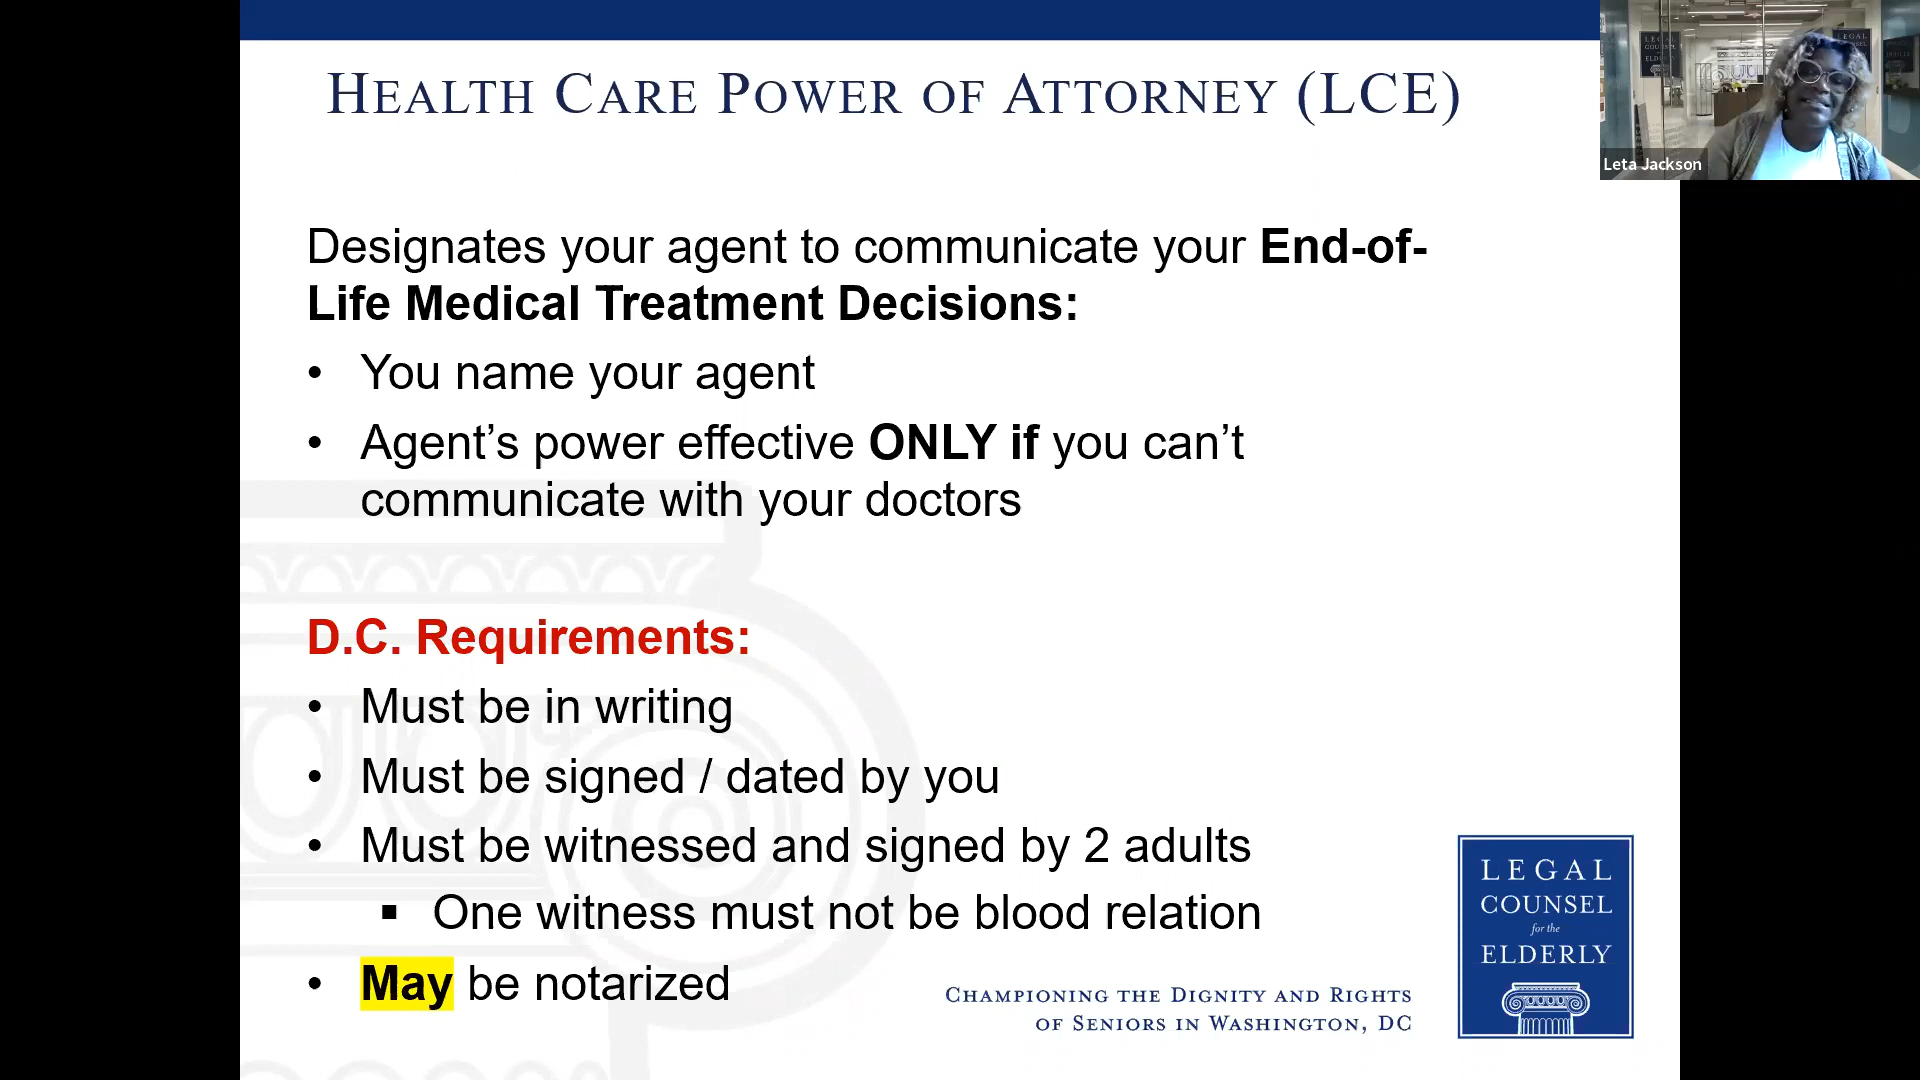 HEALTH CARE POWER OF ATTORNEY (LCE)
Leta Jackson
Designates your agent to communicate your End-of-
Life Medical Treatment Decisions:
• You name your agent
• Agent’s power effective ONLY if you can’t
communicate with your doctors
D.C. Requirements:
• Must be in writing
• Must be signed / dated by you
• Must be witnessed and signed by 2 adults
▪ One witness must not be blood relation
• May be notarized
CHAMPIONING THE DIGNITY AND RIGHTS
OF SENIORS IN WASHINGTON, DC
LEGAL
COUNSEL
for the
ELDERLY